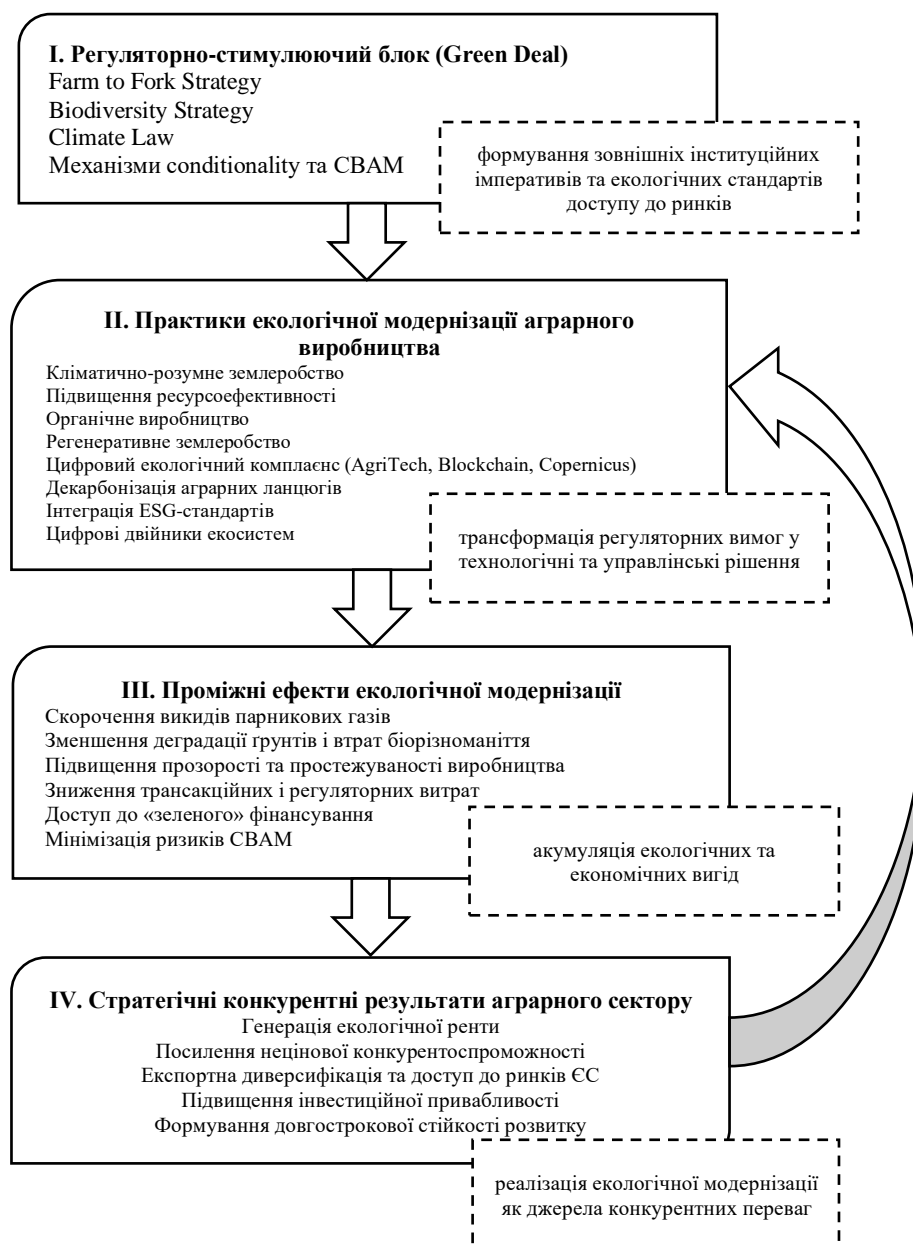 I. Регуляторно-стимулюючий блок (Green Deal)
Farm to Fork Strategy
Biodiversity Strategy
Climate Law
Механізми conditionality та CBAM
формування зовнішніх інституційних
імперативів та екологічних стандартів
доступу до ринків
II. Практики екологічної модернізації аграрного
виробництва
Кліматично-розумне землеробство
Підвищення ресурсоефективності
Органічне виробництво
Регенеративне землеробство
Цифровий екологічний комплаєнс (AgriTech, Blockchain, Copernicus)
Декарбонізація аграрних ланцюгів
Інтеграція ESG-стандартів
Цифрові двійники екосистем
трансформація регуляторних вимог у
технологічні та управлінські рішення
III. Проміжні ефекти екологічної модернізації
Скорочення викидів парникових газів
Зменшення деградації ґрунтів і втрат біорізноманіття
Підвищення прозорості та простежуваності виробництва
Зниження трансакційних і регуляторних витрат
Доступ до «зеленого» фінансування
Мінімізація ризиків CBAM
акумуляція екологічних та
економічних вигід
IV. Стратегічні конкурентні результати аграрного сектору
Генерація екологічної ренти
Посилення нецінової конкурентоспроможності
Експортна диверсифікація та доступ до ринків ЄС
Підвищення інвестиційної привабливості
Формування довгострокової стійкості розвитку
реалізація екологічної модернізації
як джерела конкурентних переваг